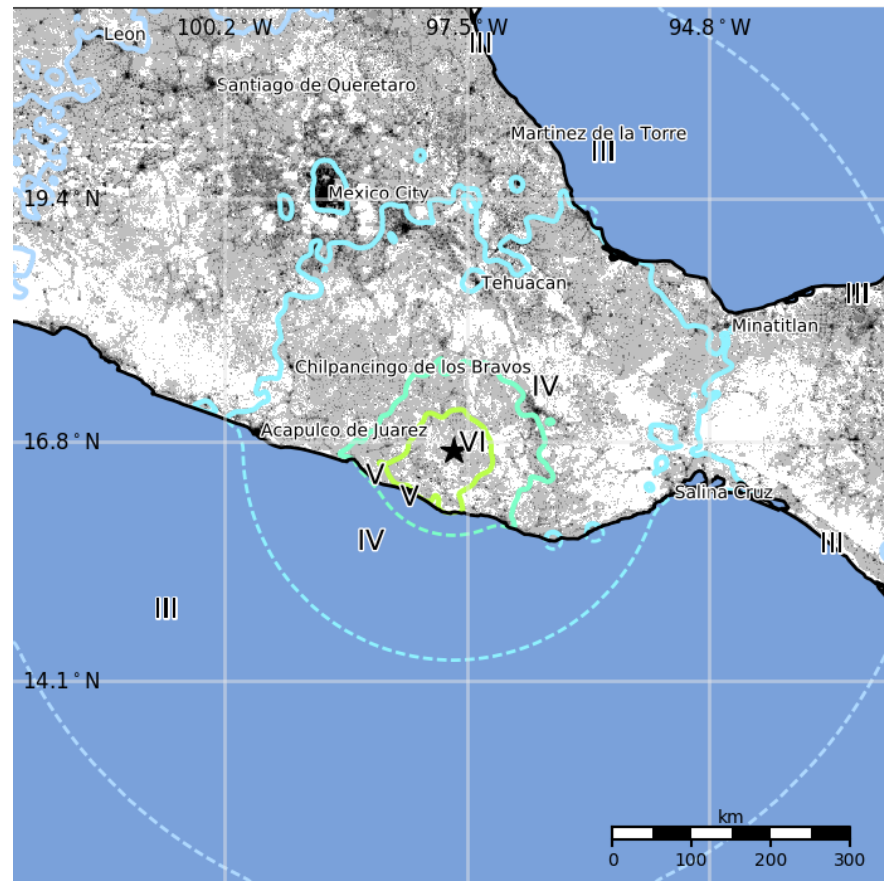 100.2°W 97.5°W 94.8°W
Leon
III
Santiago de Queretaro
Martinez de la Torre
III
19.4°N
Mexico City
Tehuacan
III
Minatitlan
Chilpancingo de los Bravos
IV
Acapulco de Juarez
16.8°N
VI
V
V
Salina Cruz
IV
III
III
14.1°N
km
0 100 200 300